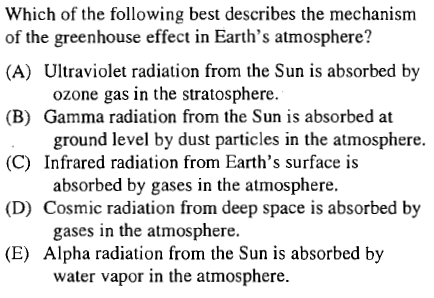 Which of the following best describes the mechanism
of the greenhouse effect in Earth's atmosphere?
(A) Ultraviolet radiation from the Sun is absorbed by
ozone gas in the stratosphere.
(B) Gamma radiation from the Sun is absorbed at
ground level by dust particles in the atmosphere.
(C) Infrared radiation from Earth's surface is
absorbed by gases in the atmosphere.
(D) Cosmic radiation from deep space is absorbed by
gases in the atmosphere.
(E) Alpha radiation from the Sun is absorbed by
water vapor in the atmosphere.